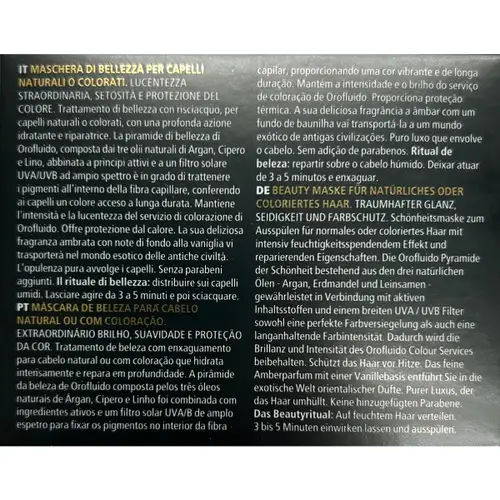 IT MASCHERA DI BELLEZZA PER CAPELLI
NATURALI O COLORATI. LUCENTEZZA
STRAORDINARIA, SETOSITÀ E PROTEZIONE DEL
COLORE. Trattamento di bellezza con risciacquo, per
capelli naturali o colorati, con una profonda azione
idratante e riparatrice. La piramide di bellezza di
Orofluido, composta dai tre olii naturali di Argan, Cipero
e Lino, abbinata a principi attivi e a un filtro solare
UVA/UVB ad ampio spettro è in grado di trattenere
i pigmenti all'interno della fibra capillare, conferendo
ai capelli un colore acceso a lunga durata. Mantiene
l'intensità e la lucentezza del servizio di colorazione di
Orofluido. Offre protezione dal calore. La sua deliziosa
fragranza ambrata con note di fondo alla vaniglia vi
trasporterà nel mondo esotico delle antiche civiltà.
L'opulenza pura avvolge i capelli. Senza parabeni
aggiunti. Il rituale di bellezza: distribuire sui capelli
umidi. Lasciare agire da 3 a 5 minuti e poi sciacquare.
PT MÁSCARA DE BELEZA PARA CABELO
NATURAL OU COM COLORAÇÃO.
EXTRAORDINÁRIO BRILHO, SUAVIDADE E PROTEÇÃO
DA COR. Tratamento de beleza com enxaguamento
para cabelo natural ou com coloração que hidrata
intensamente e repara em profundidade. A pirâmide
da beleza de Orofluido composta pelos três óleos
naturais de Árgan, Cipero e Linho foi combinada com
ingredientes ativos e um filtro solar UVA/B de amplo
espetro para fixar os pigmentos no interior da fibra
capilar, proporcionando uma cor vibrante e de longa
duração. Mantém a intensidade e o brilho do serviço
de coloração de Orofluido. Proporciona proteção
térmica. A sua deliciosa fragrância a âmbar com um
fundo de baunilha vai transportá-la a um mundo
exótico de antigas civilizações. Puro luxo que envolve
o cabelo. Sem adição de parabenos. Ritual de
beleza: repartir sobre o cabelo húmido. Deixar atuar
de 3 a 5 minutos e enxaguar.
DE BEAUTY MASKE FÜR NATÜRLICHES ODER
COLORIERTES HAAR. TRAUMHAFTER GLANZ,
SEIDIGKEIT UND FARBSCHUTZ. Schönheitsmaske zum
Ausspülen für normales oder coloriertes Haar mit
intensiv feuchtigkeitsspendendem Effekt und
reparierenden Eigenschaften. Die Orofluido Pyramide
der Schönheit bestehend aus den drei natürlichen
Ölen - Argan, Erdmandel und Leinsamen -
gewährleistet in Verbindung mit aktiven
Inhaltsstoffen und einem breiten UVA / UVB Filter
sowohl eine perfekte Farbversiegelung als auch eine
langanhaltende Farbintensität. Dadurch wird die
Brillanz und Intensität des Orofluido Colour Services
Beibehalten. Schützt das Haar vor Hitze. Das feine
Amberparfum mit einer Vanillebasis entführt Sie in die
exotische Welt orientalischer Düfte. Purer Luxus, der
das Haar umhüllt. Keine hinzugefügten Parabene.
Das Beautyritual: Auf feuchtem Haar verteilen.
3 bis 5 Minuten einwirken lassen und ausspülen.